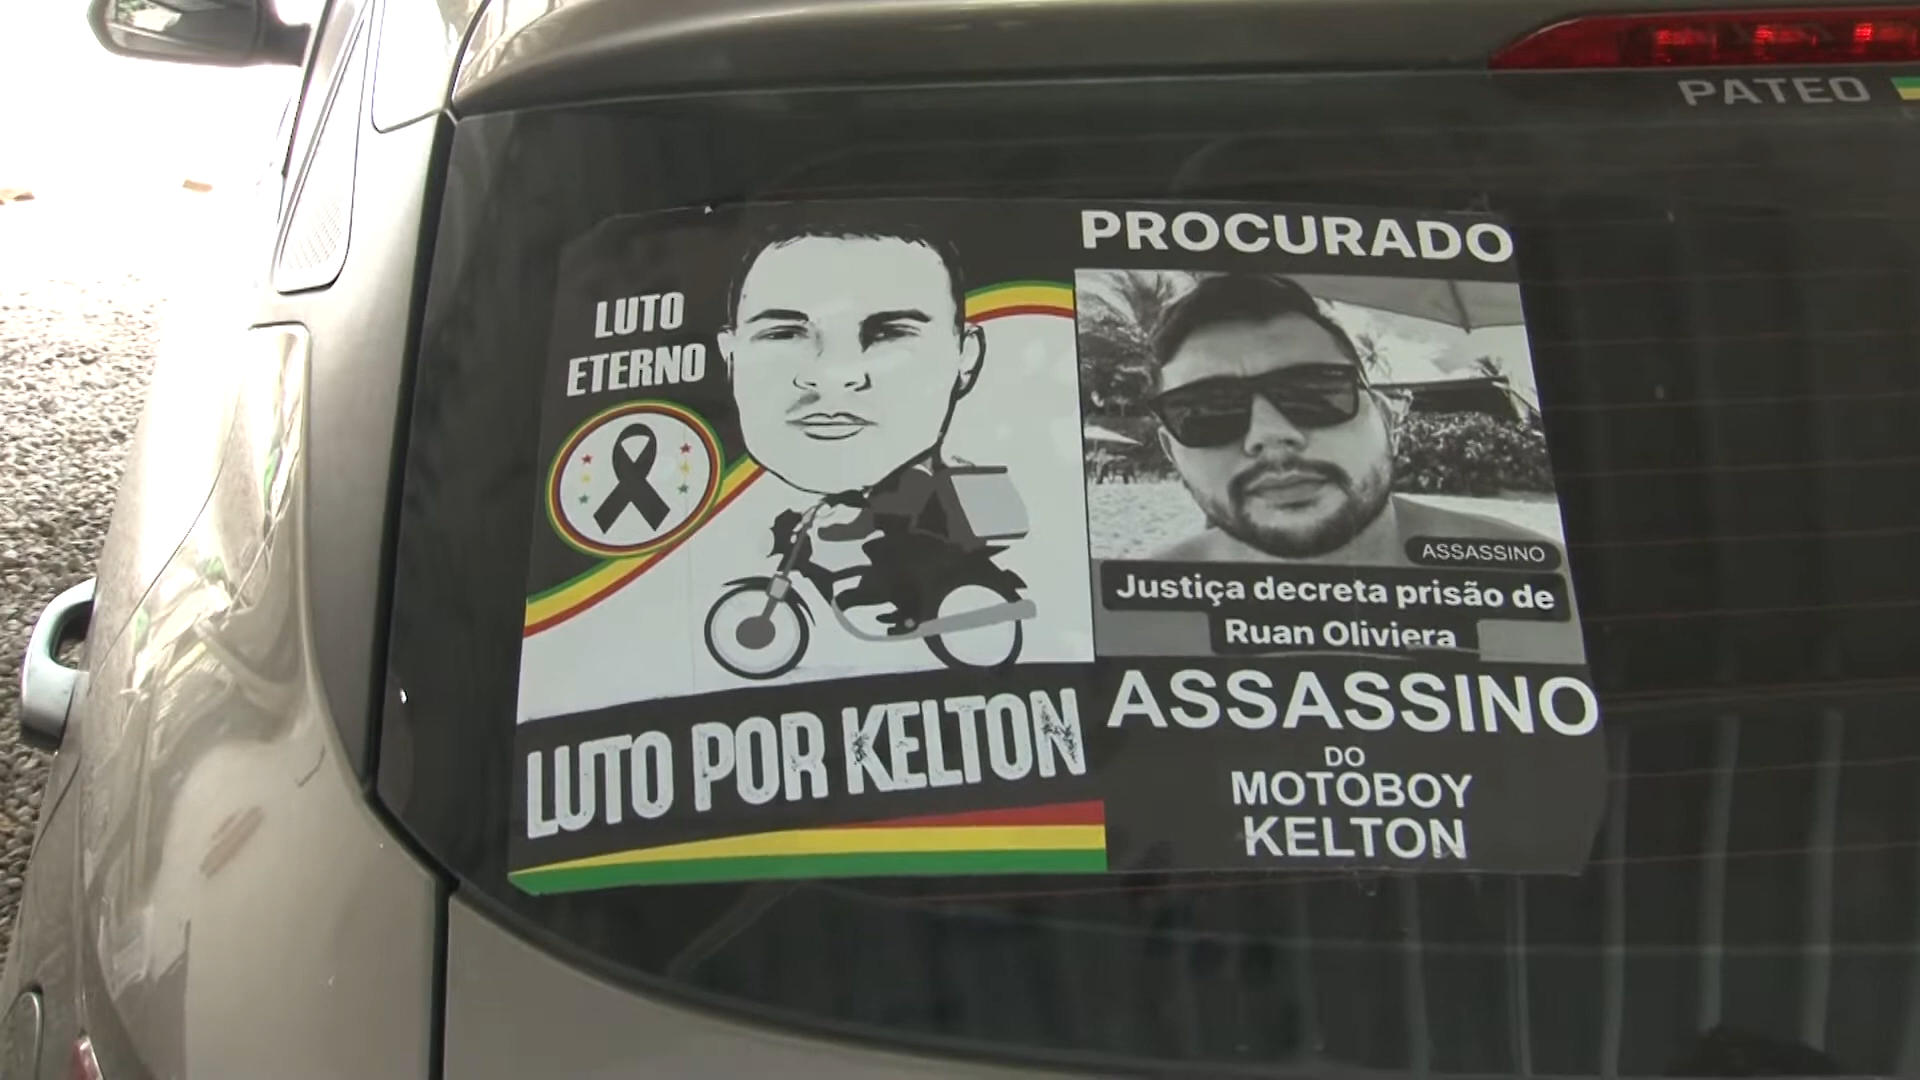 PATEO
LUTO
ETERNO
LUTO POR KELTON
PROCURADO
ASSASSINO
Justiça decreta prisão de
Ruan Oliviera
ASSASSINO
DO
MOTOBOY
KELTON